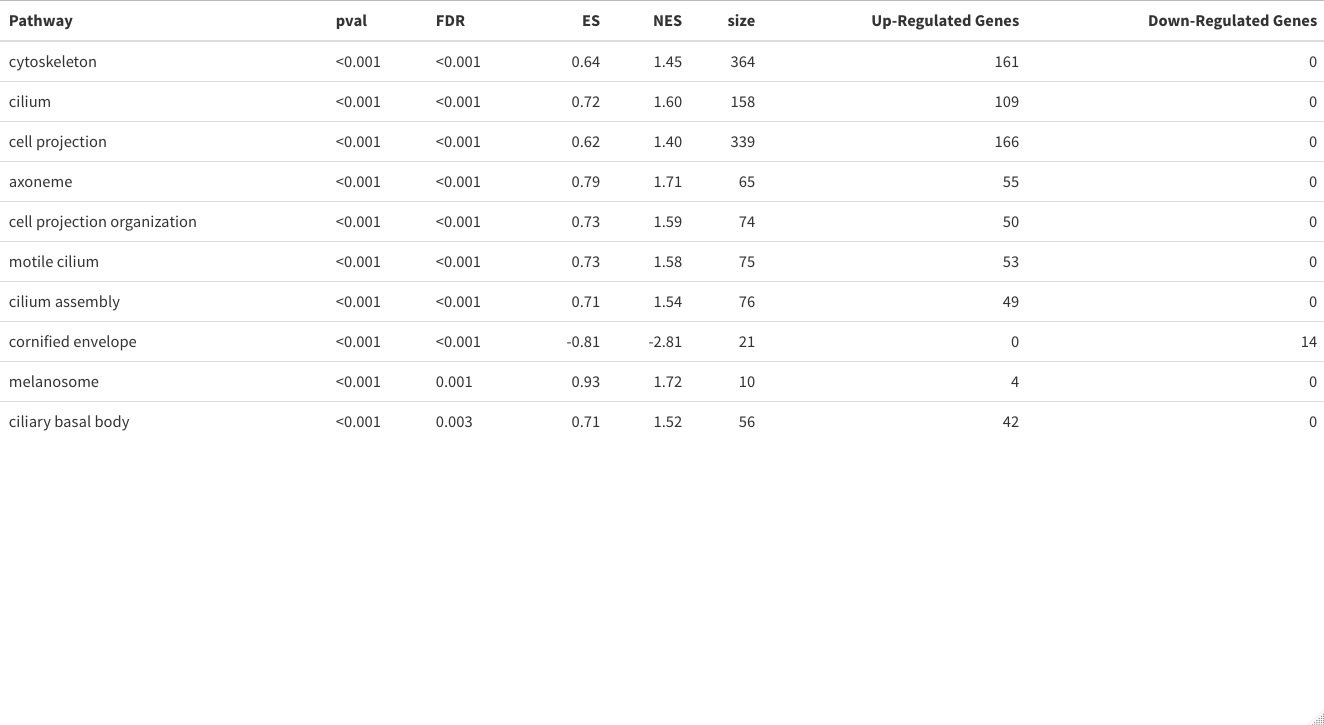 Pathway pval FDR ES NES size Up-Regulated Genes Down-Regulated Genes
cytoskeleton <0.001 <0.001 0.64 1.45 364 161 0
cilium <0.001 <0.001 0.72 1.60 158 109 0
cell projection <0.001 <0.001 0.62 1.40 339 166 0
axoneme <0.001 <0.001 0.79 1.71 65 55 0
cell projection organization <0.001 <0.001 0.73 1.59 74 50 0
motile cilium <0.001 <0.001 0.73 1.58 75 53 0
cilium assembly <0.001 <0.001 0.71 1.54 76 49 0
cornified envelope <0.001 <0.001 -0.81 -2.81 21 0 14
melanosome <0.001 0.001 0.93 1.72 10 4 0
ciliary basal body <0.001 0.003 0.71 1.52 56 42 0